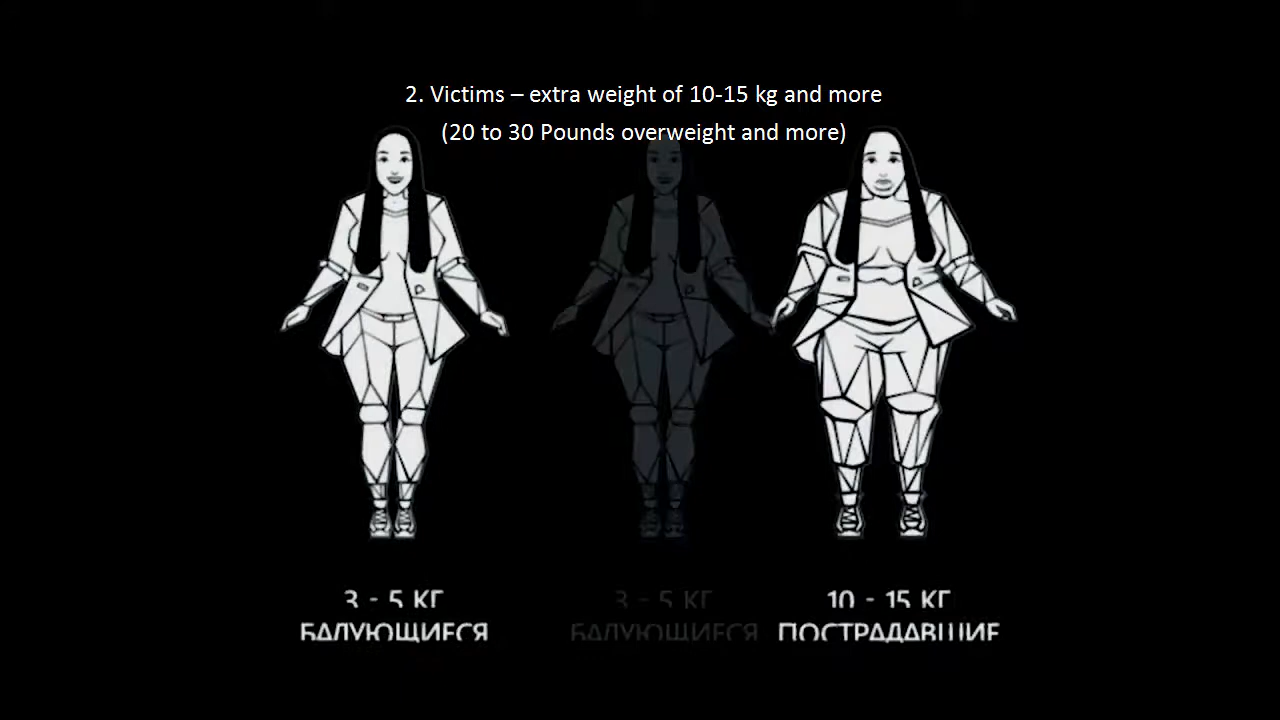 2. Victims – extra weight of 10-15 kg and more
(20 to 30 Pounds overweight and more)
3 - 5 КГ 3 - 5 КГ 10 - 15 КГ
БАЛУЮЩИЕСЯ БАЛУЮЩИЕСЯ ПОСТРАДАВШИЕ